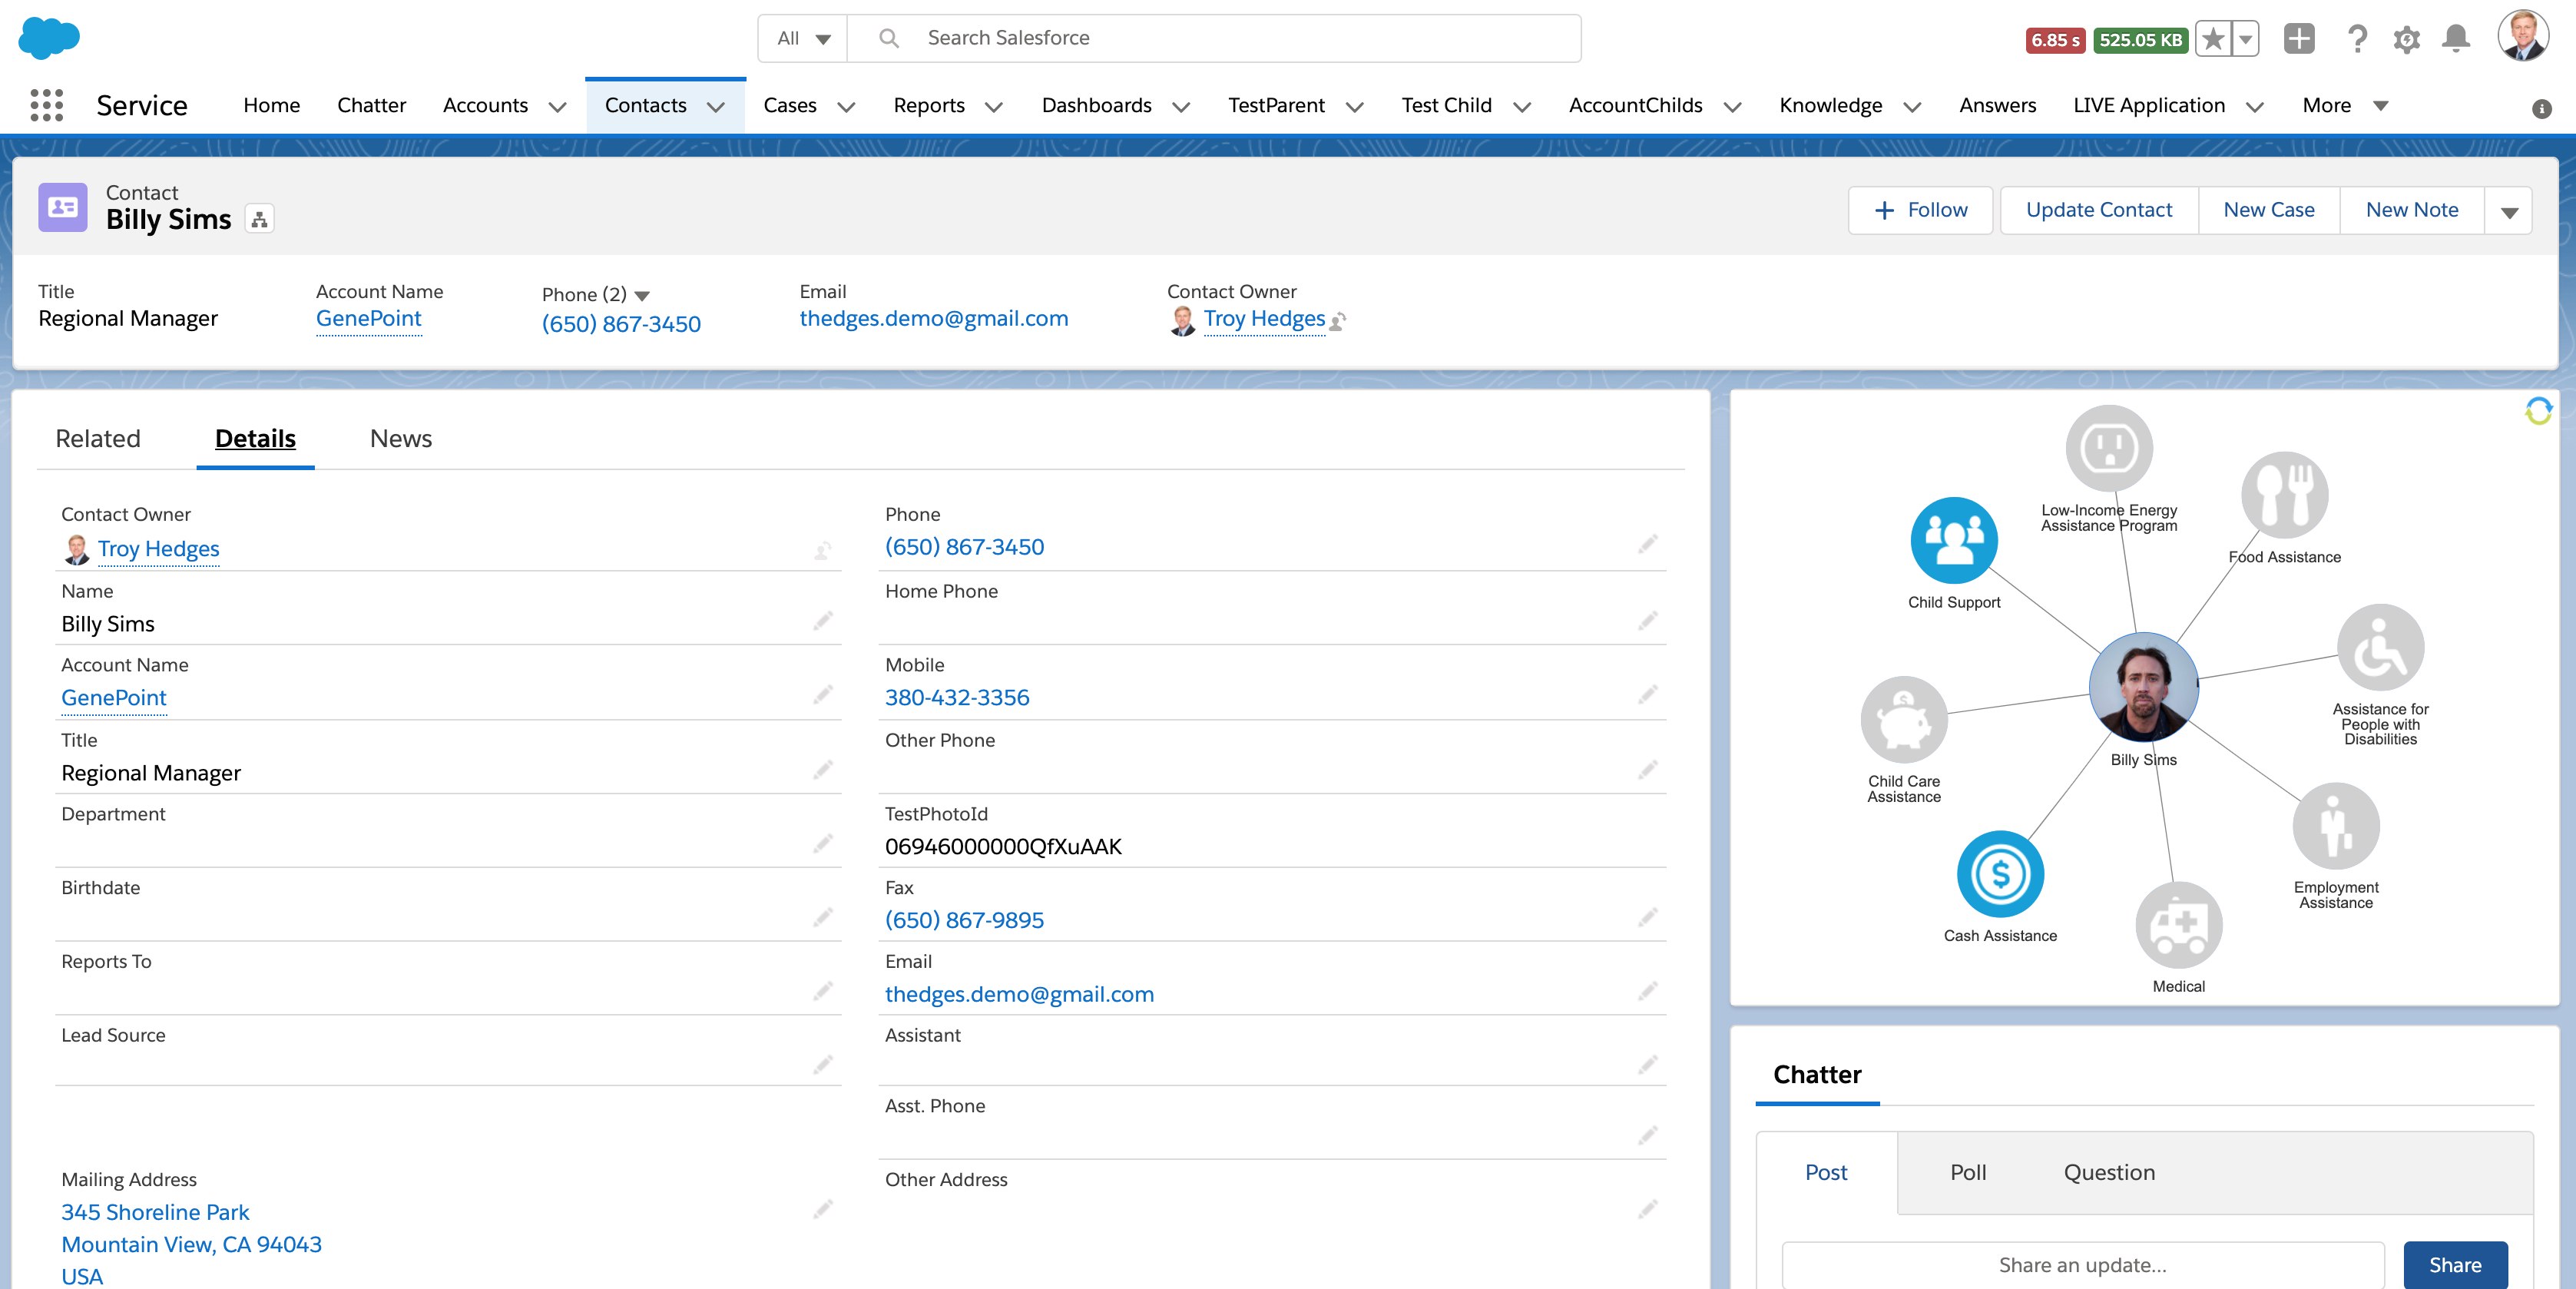 All
Search Salesforce
6.85 s
525.05 KB
Service
Home
Chatter
Accounts
Contacts
Cases
Reports
Dashboards
TestParent
Test Child
AccountChilds
Knowledge
Answers
LIVE Application
More
Contact
Billy Sims
Follow
Update Contact
New Case
New Note
Title
Regional Manager
Account Name
GenePoint
Phone (2)
(650) 867-3450
Email
thedges.demo@gmail.com
Contact Owner
Troy Hedges
Related
Details
News
Contact Owner
Troy Hedges
Name
Billy Sims
Account Name
GenePoint
Title
Regional Manager
Department
Birthdate
Reports To
Lead Source
Mailing Address
345 Shoreline Park
Mountain View, CA 94043
USA
Phone
(650) 867-3450
Home Phone
Mobile
380-432-3356
Other Phone
TestPhotoId
06946000000QfXuAAK
Fax
(650) 867-9895
Email
thedges.demo@gmail.com
Assistant
Asst. Phone
Other Address
Low-Income Energy
Assistance Program
Food Assistance
Child Support
Assistance for
People with
Disabilities
Billy Sims
Child Care
Assistance
Employment
Assistance
Cash Assistance
Medical
Chatter
Post
Poll
Question
Share an update...
Share